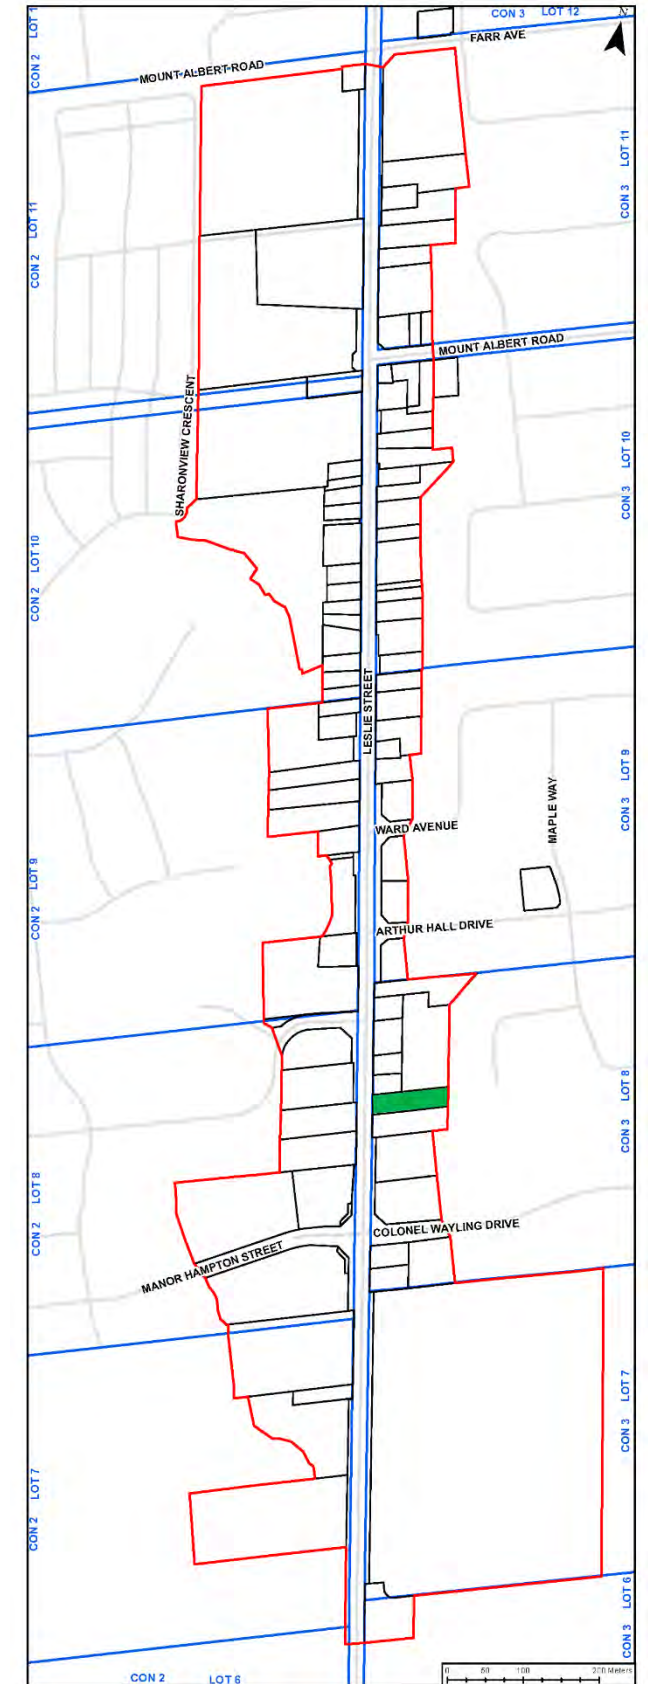 CON 3 LOT 12
N
LOT 1
CON 2
FARR AVE
MOUNT ALBERT ROAD
LOT 11
CON 3
LOT 11
CON 2
MOUNT ALBERT ROAD
SHARONVIEW CRESCENT
LOT 10
CON 3
LOT 10
CON 2
LESLIE STREET
LOT 9
CON 3
MAPLE WAY
WARD AVENUE
LOT 9
CON 2
ARTHUR HALL DRIVE
LOT 8
CON 3
LOT 8
CON 2
COLONEL WAYLING DRIVE
MANOR HAMPTON STREET
LOT 7
CON 3
LOT 7
CON 2
LOT 6
CON 3
CON 2 LOT 6
0 50 100 200 Meters